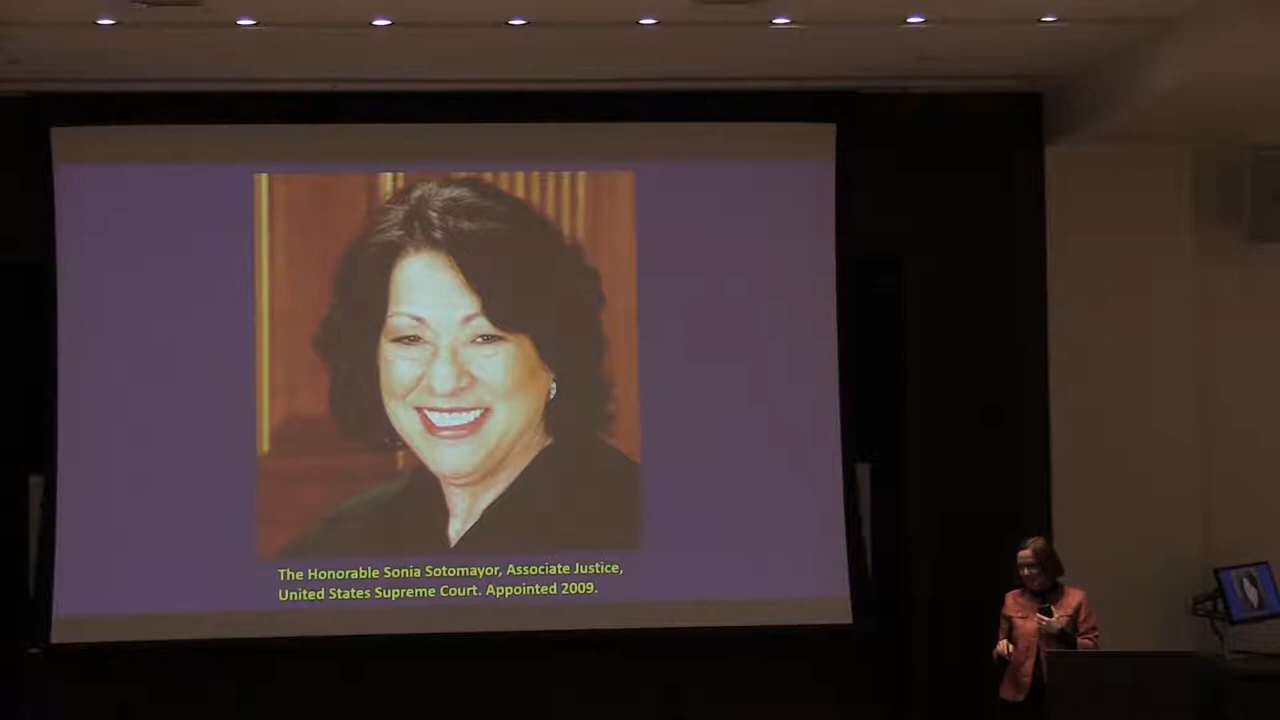 The Honorable Sonia Sotomayor, Associate Justice,
United States Supreme Court. Appointed 2009.